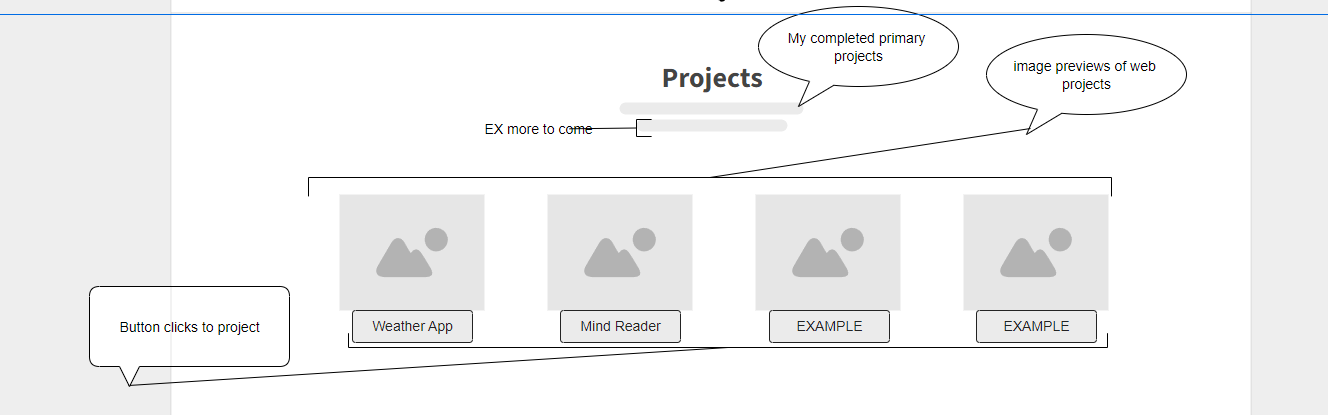 My completed primary
projects
image previews of web
projects
Projects
EX more to come
Weather App
Mind Reader
EXAMPLE
EXAMPLE
Button clicks to project